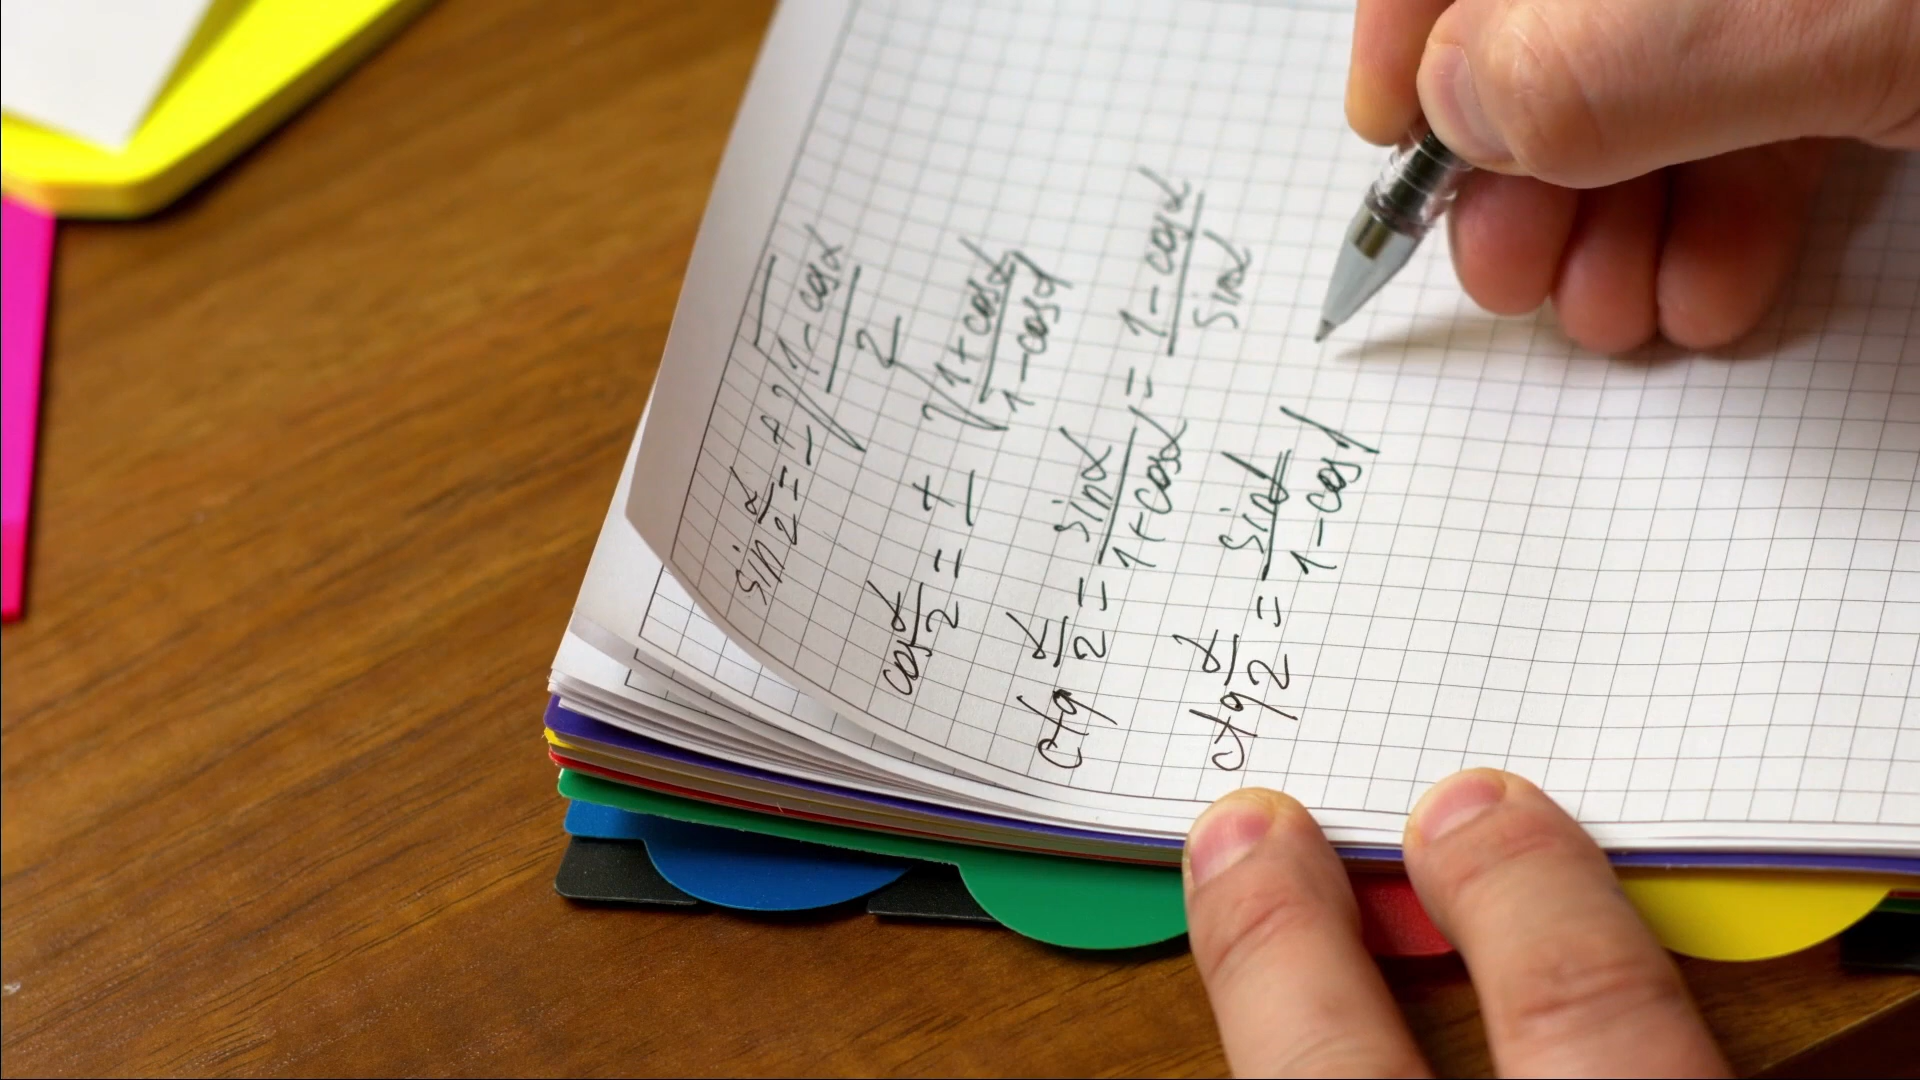 sin α/2 = ± √((1-cosα)/2)
cos α/2 = ± √((1+cosα)/(1-cosα))
ctg α/2 = sinα/(1+cosα) = (1-cosα)/sinα
ctg α/2 = sinα/(1-cosα)